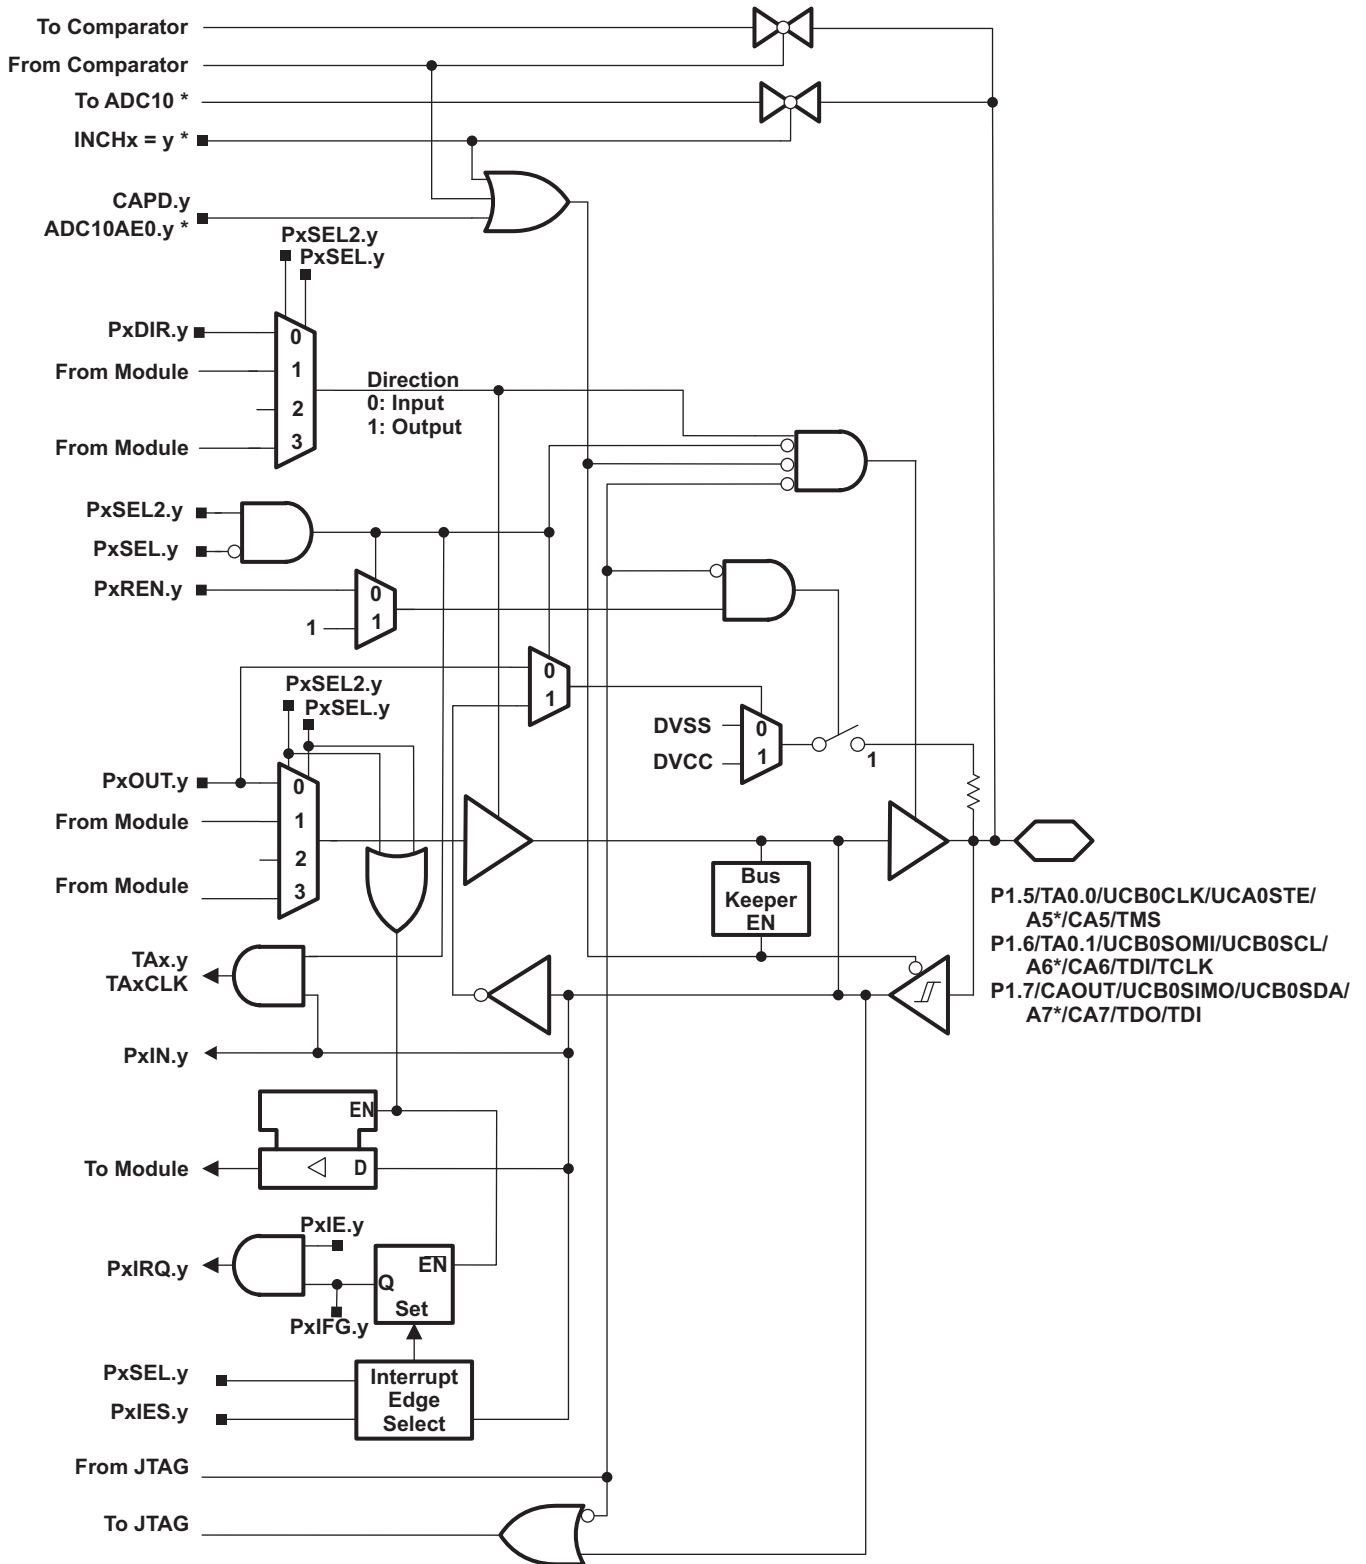 To Comparator
From Comparator
To ADC10 *
INCHx = y *
CAPD.y
ADC10AE0.y *
PxSEL2.y
PxSEL.y
PxDIR.y
0
From Module
1
2
From Module
3
Direction
0: Input
1: Output
PxSEL2.y
PxSEL.y
PxREN.y
0
1
1
0
1
PxSEL2.y
PxSEL.y
DVSS
0
DVCC
1
1
PxOUT.y
0
From Module
1
2
From Module
3
Bus
Keeper
EN
P1.5/TA0.0/UCB0CLK/UCA0STE/
A5*/CA5/TMS
P1.6/TA0.1/UCB0SOMI/UCB0SCL/
A6*/CA6/TDI/TCLK
P1.7/CAOUT/UCB0SIMO/UCB0SDA/
A7*/CA7/TDO/TDI
TAx.y
TAxCLK
PxIN.y
EN
To Module
D
PxIE.y
PxIRQ.y
EN
Q
Set
PxIFG.y
PxSEL.y
PxIES.y
Interrupt
Edge
Select
From JTAG
To JTAG